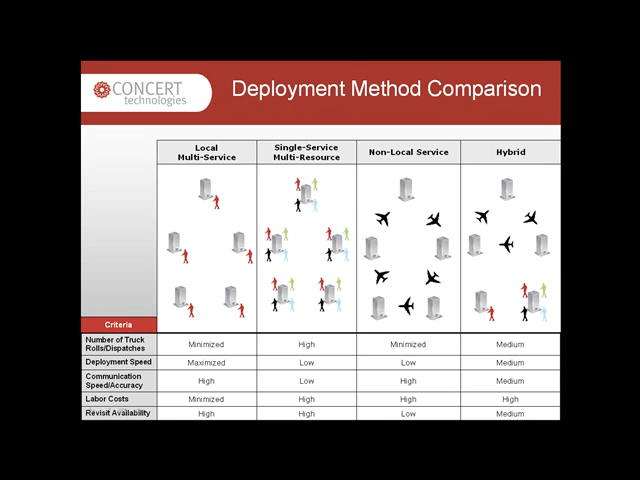 CONCERT
technologies
Deployment Method Comparison
Local
Multi-Service
Single-Service
Multi-Resource
Non-Local Service
Hybrid
Criteria
Number of Truck
Rolls/Dispatches
Minimized
High
Minimized
Medium
Deployment Speed
Maximized
Low
Low
Medium
Communication
Speed/Accuracy
High
Low
High
Medium
Labor Costs
Minimized
High
High
High
Revisit Availability
High
High
Low
Medium